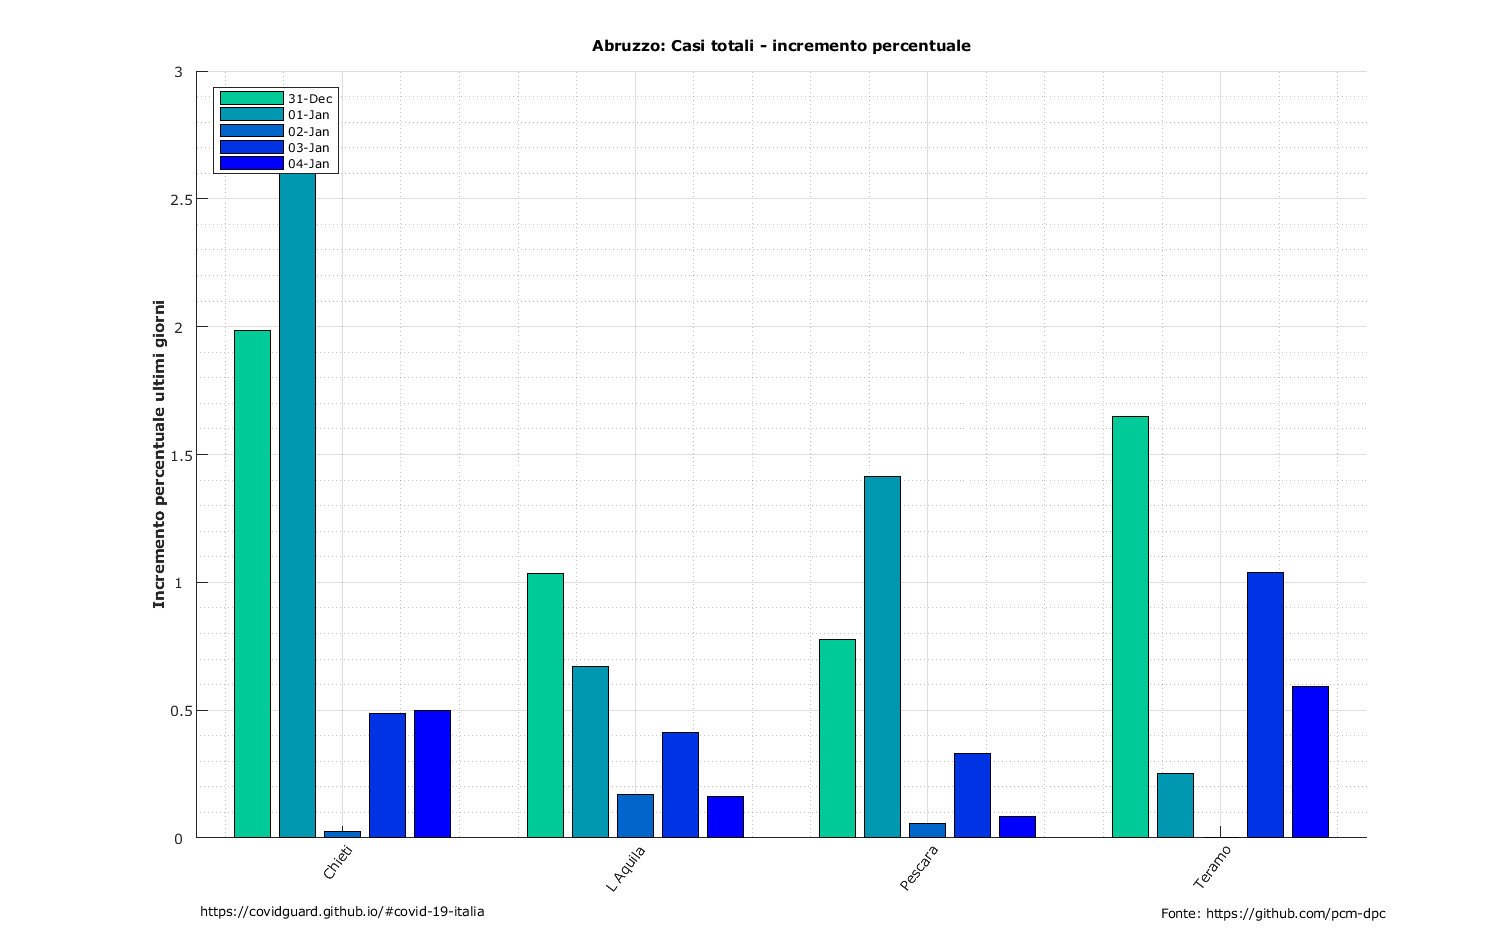 Abruzzo: Casi totali - incremento percentuale
3
31-Dec
01-Jan
02-Jan
03-Jan
04-Jan
2.5
2
1.5
1
0.5
0
Incremento percentuale ultimi giorni
Chieti
L Aquila
Pescara
Teramo
https://covidguard.github.io/#covid-19-italia
Fonte: https://github.com/pcm-dpc